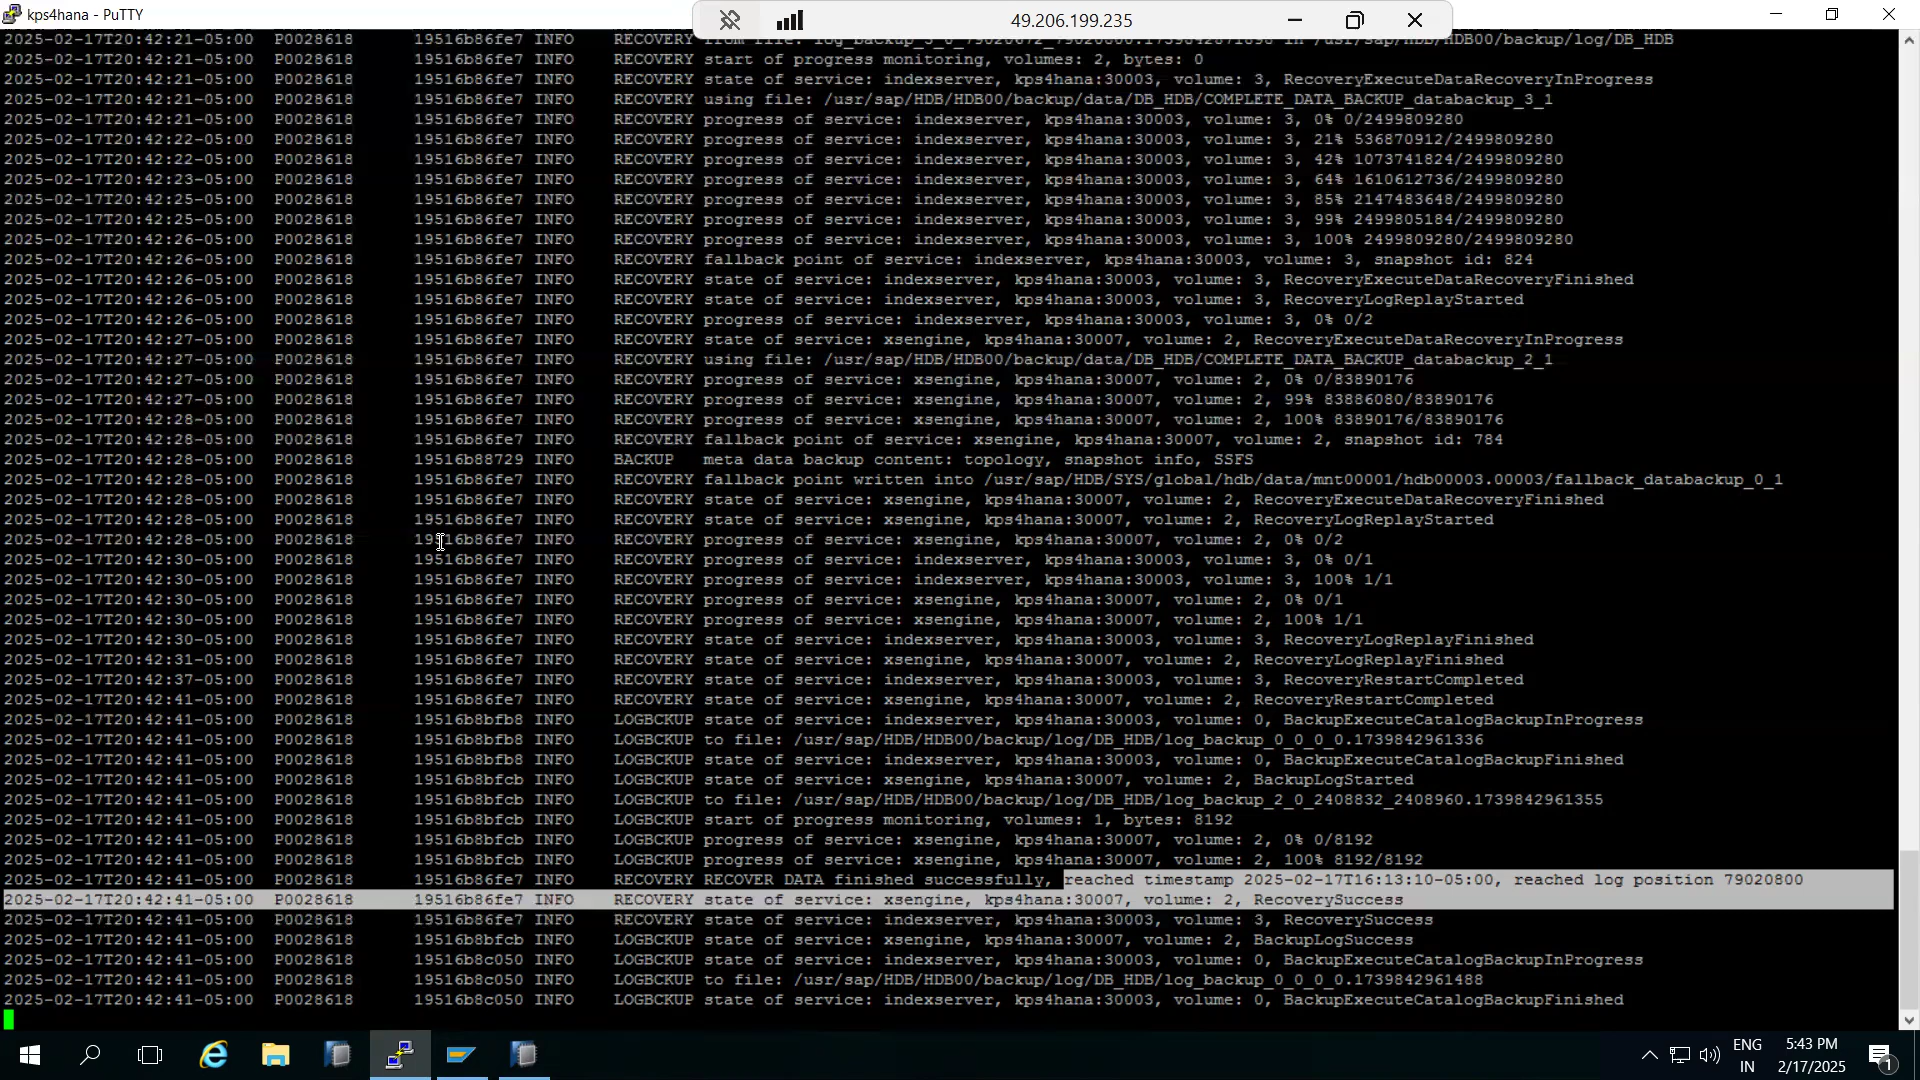 kps4hana - PuTTY
49.206.199.235
2025-02-17T20:42:21-05:00 P0028618 19516b86fe7 INFO RECOVERY from file: log_backup_3_0_79020672_79020800.1739842871898 in /usr/sap/HDB/HDB00/backup/log/DB_HDB
2025-02-17T20:42:21-05:00 P0028618 19516b86fe7 INFO RECOVERY start of progress monitoring, volumes: 2, bytes: 0
2025-02-17T20:42:21-05:00 P0028618 19516b86fe7 INFO RECOVERY state of service: indexserver, kps4hana:30003, volume: 3, RecoveryExecuteDataRecoveryInProgress
2025-02-17T20:42:21-05:00 P0028618 19516b86fe7 INFO RECOVERY using file: /usr/sap/HDB/HDB00/backup/data/DB_HDB/COMPLETE_DATA_BACKUP_databackup_3_1
2025-02-17T20:42:21-05:00 P0028618 19516b86fe7 INFO RECOVERY progress of service: indexserver, kps4hana:30003, volume: 3, 0% 0/2499809280
2025-02-17T20:42:22-05:00 P0028618 19516b86fe7 INFO RECOVERY progress of service: indexserver, kps4hana:30003, volume: 3, 21% 536870912/2499809280
2025-02-17T20:42:22-05:00 P0028618 19516b86fe7 INFO RECOVERY progress of service: indexserver, kps4hana:30003, volume: 3, 42% 1073741824/2499809280
2025-02-17T20:42:23-05:00 P0028618 19516b86fe7 INFO RECOVERY progress of service: indexserver, kps4hana:30003, volume: 3, 64% 1610612736/2499809280
2025-02-17T20:42:25-05:00 P0028618 19516b86fe7 INFO RECOVERY progress of service: indexserver, kps4hana:30003, volume: 3, 85% 2147483648/2499809280
2025-02-17T20:42:25-05:00 P0028618 19516b86fe7 INFO RECOVERY progress of service: indexserver, kps4hana:30003, volume: 3, 99% 2499805184/2499809280
2025-02-17T20:42:26-05:00 P0028618 19516b86fe7 INFO RECOVERY progress of service: indexserver, kps4hana:30003, volume: 3, 100% 2499809280/2499809280
2025-02-17T20:42:26-05:00 P0028618 19516b86fe7 INFO RECOVERY fallback point of service: indexserver, kps4hana:30003, volume: 3, snapshot id: 824
2025-02-17T20:42:26-05:00 P0028618 19516b86fe7 INFO RECOVERY state of service: indexserver, kps4hana:30003, volume: 3, RecoveryExecuteDataRecoveryFinished
2025-02-17T20:42:26-05:00 P0028618 19516b86fe7 INFO RECOVERY state of service: indexserver, kps4hana:30003, volume: 3, RecoveryLogReplayStarted
2025-02-17T20:42:26-05:00 P0028618 19516b86fe7 INFO RECOVERY progress of service: indexserver, kps4hana:30003, volume: 3, 0% 0/2
2025-02-17T20:42:27-05:00 P0028618 19516b86fe7 INFO RECOVERY state of service: xsengine, kps4hana:30007, volume: 2, RecoveryExecuteDataRecoveryInProgress
2025-02-17T20:42:27-05:00 P0028618 19516b86fe7 INFO RECOVERY using file: /usr/sap/HDB/HDB00/backup/data/DB_HDB/COMPLETE_DATA_BACKUP_databackup_2_1
2025-02-17T20:42:27-05:00 P0028618 19516b86fe7 INFO RECOVERY progress of service: xsengine, kps4hana:30007, volume: 2, 0% 0/83890176
2025-02-17T20:42:27-05:00 P0028618 19516b86fe7 INFO RECOVERY progress of service: xsengine, kps4hana:30007, volume: 2, 99% 83886080/83890176
2025-02-17T20:42:28-05:00 P0028618 19516b86fe7 INFO RECOVERY progress of service: xsengine, kps4hana:30007, volume: 2, 100% 83890176/83890176
2025-02-17T20:42:28-05:00 P0028618 19516b86fe7 INFO RECOVERY fallback point of service: xsengine, kps4hana:30007, volume: 2, snapshot id: 784
2025-02-17T20:42:28-05:00 P0028618 19516b88729 INFO BACKUP meta data backup content: topology, snapshot info, SSFS
2025-02-17T20:42:28-05:00 P0028618 19516b86fe7 INFO RECOVERY fallback point written into /usr/sap/HDB/SYS/global/hdb/data/mnt00001/hdb00003.00003/fallback_databackup_0_1
2025-02-17T20:42:28-05:00 P0028618 19516b86fe7 INFO RECOVERY state of service: xsengine, kps4hana:30007, volume: 2, RecoveryExecuteDataRecoveryFinished
2025-02-17T20:42:28-05:00 P0028618 19516b86fe7 INFO RECOVERY state of service: xsengine, kps4hana:30007, volume: 2, RecoveryLogReplayStarted
2025-02-17T20:42:28-05:00 P0028618 19516b86fe7 INFO RECOVERY progress of service: xsengine, kps4hana:30007, volume: 2, 0% 0/2
2025-02-17T20:42:30-05:00 P0028618 19516b86fe7 INFO RECOVERY progress of service: indexserver, kps4hana:30003, volume: 3, 0% 0/1
2025-02-17T20:42:30-05:00 P0028618 19516b86fe7 INFO RECOVERY progress of service: indexserver, kps4hana:30003, volume: 3, 100% 1/1
2025-02-17T20:42:30-05:00 P0028618 19516b86fe7 INFO RECOVERY progress of service: xsengine, kps4hana:30007, volume: 2, 0% 0/1
2025-02-17T20:42:30-05:00 P0028618 19516b86fe7 INFO RECOVERY progress of service: xsengine, kps4hana:30007, volume: 2, 100% 1/1
2025-02-17T20:42:30-05:00 P0028618 19516b86fe7 INFO RECOVERY state of service: indexserver, kps4hana:30003, volume: 3, RecoveryLogReplayFinished
2025-02-17T20:42:31-05:00 P0028618 19516b86fe7 INFO RECOVERY state of service: xsengine, kps4hana:30007, volume: 2, RecoveryLogReplayFinished
2025-02-17T20:42:37-05:00 P0028618 19516b86fe7 INFO RECOVERY state of service: indexserver, kps4hana:30003, volume: 3, RecoveryRestartCompleted
2025-02-17T20:42:41-05:00 P0028618 19516b86fe7 INFO RECOVERY state of service: xsengine, kps4hana:30007, volume: 2, RecoveryRestartCompleted
2025-02-17T20:42:41-05:00 P0028618 19516b8bfb8 INFO LOGBCKUP state of service: indexserver, kps4hana:30003, volume: 0, BackupExecuteCatalogBackupInProgress
2025-02-17T20:42:41-05:00 P0028618 19516b8bfb8 INFO LOGBCKUP to file: /usr/sap/HDB/HDB00/backup/log/DB_HDB/log_backup_0_0_0_0.1739842961336
2025-02-17T20:42:41-05:00 P0028618 19516b8bfb8 INFO LOGBCKUP state of service: indexserver, kps4hana:30003, volume: 0, BackupExecuteCatalogBackupFinished
2025-02-17T20:42:41-05:00 P0028618 19516b8bfcb INFO LOGBCKUP state of service: xsengine, kps4hana:30007, volume: 2, BackupLogStarted
2025-02-17T20:42:41-05:00 P0028618 19516b8bfcb INFO LOGBCKUP to file: /usr/sap/HDB/HDB00/backup/log/DB_HDB/log_backup_2_0_2408832_2408960.1739842961355
2025-02-17T20:42:41-05:00 P0028618 19516b8bfcb INFO LOGBCKUP start of progress monitoring, volumes: 1, bytes: 8192
2025-02-17T20:42:41-05:00 P0028618 19516b8bfcb INFO LOGBCKUP progress of service: xsengine, kps4hana:30007, volume: 2, 0% 0/8192
2025-02-17T20:42:41-05:00 P0028618 19516b8bfcb INFO LOGBCKUP progress of service: xsengine, kps4hana:30007, volume: 2, 100% 8192/8192
2025-02-17T20:42:41-05:00 P0028618 19516b86fe7 INFO RECOVERY RECOVER DATA finished successfully, reached timestamp 2025-02-17T16:13:10-05:00, reached log position 79020800
2025-02-17T20:42:41-05:00 P0028618 19516b86fe7 INFO RECOVERY state of service: xsengine, kps4hana:30007, volume: 2, RecoverySuccess
2025-02-17T20:42:41-05:00 P0028618 19516b86fe7 INFO RECOVERY state of service: indexserver, kps4hana:30003, volume: 3, RecoverySuccess
2025-02-17T20:42:41-05:00 P0028618 19516b8bfcb INFO LOGBCKUP state of service: xsengine, kps4hana:30007, volume: 2, BackupLogSuccess
2025-02-17T20:42:41-05:00 P0028618 19516b8c050 INFO LOGBCKUP state of service: indexserver, kps4hana:30003, volume: 0, BackupExecuteCatalogBackupInProgress
2025-02-17T20:42:41-05:00 P0028618 19516b8c050 INFO LOGBCKUP to file: /usr/sap/HDB/HDB00/backup/log/DB_HDB/log_backup_0_0_0_0.1739842961488
2025-02-17T20:42:41-05:00 P0028618 19516b8c050 INFO LOGBCKUP state of service: indexserver, kps4hana:30003, volume: 0, BackupExecuteCatalogBackupFinished
ENG
IN
5:43 PM
2/17/2025
1